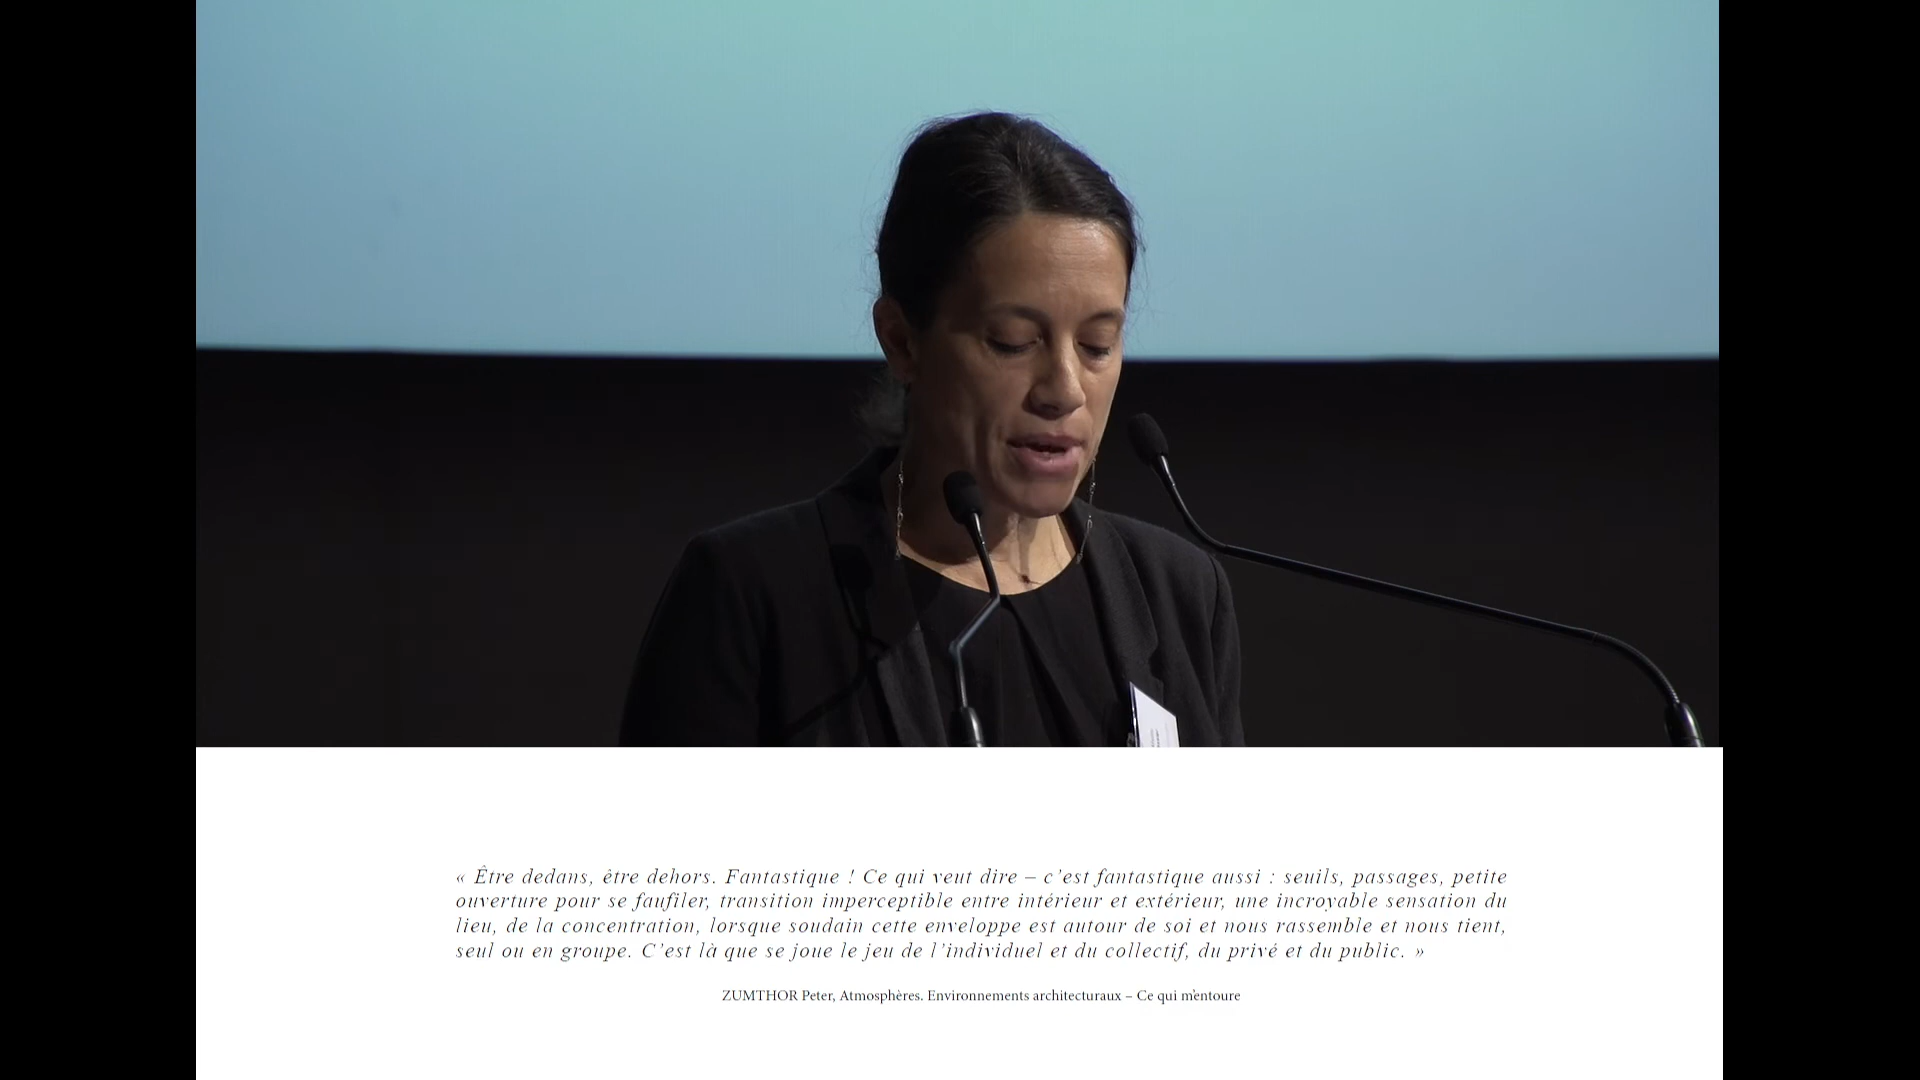 « Être dedans, être dehors. Fantastique ! Ce qui veut dire – c’est fantastique aussi : seuils, passages, petite
ouverture pour se faufiler, transition imperceptible entre intérieur et extérieur, une incroyable sensation du
lieu, de la concentration, lorsque soudain cette enveloppe est autour de soi et nous rassemble et nous tient,
seul ou en groupe. C’est là que se joue le jeu de l’individuel et du collectif, du privé et du public. »
ZUMTHOR Peter, Atmosphères. Environnements architecturaux – Ce qui m’entoure